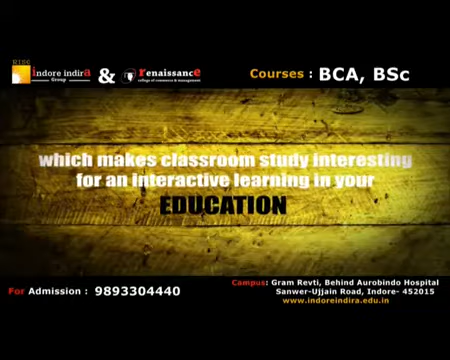 RISC
indore indira & renaissance Courses : BCA, BSc
Group college of commerce & management
which makes classroom study interesting
for an interactive learning in your
EDUCATION
For Admission : 9893304440
Campus: Gram Revti, Behind Aurobindo Hospital
Sanwer-Ujjain Road, Indore- 452015
www.indoreindira.edu.in